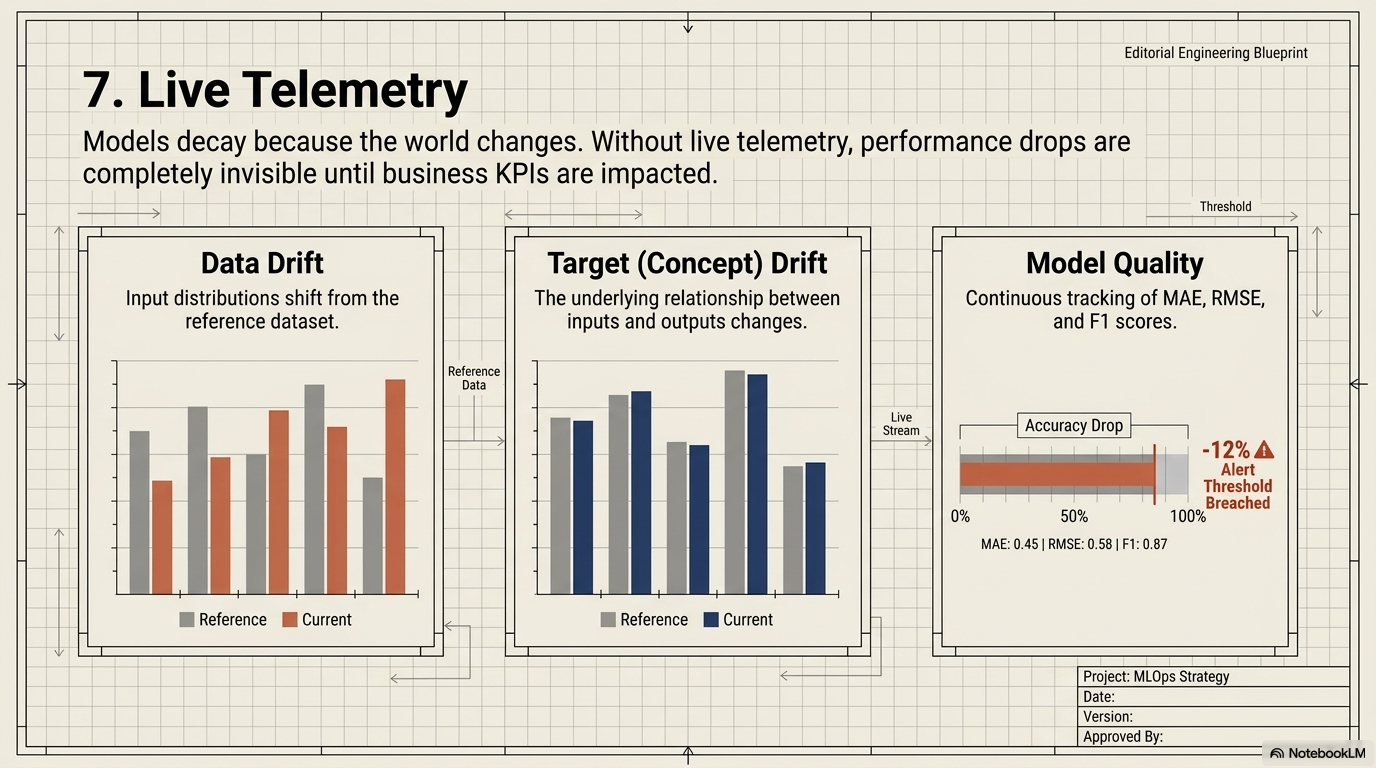 Editorial Engineering Blueprint
7. Live Telemetry
Models decay because the world changes. Without live telemetry, performance drops are
completely invisible until business KPIs are impacted.
Threshold
Data Drift
Input distributions shift from the
reference dataset.
Reference
Current
Reference
Data
Target (Concept) Drift
The underlying relationship between
inputs and outputs changes.
Reference
Current
Live
Stream
Model Quality
Continuous tracking of MAE, RMSE,
and F1 scores.
Accuracy Drop
-12%
Alert
Threshold
Breached
0%
50%
100%
MAE: 0.45 | RMSE: 0.58 | F1: 0.87
Project: MLOps Strategy
Date:
Version:
Approved By:
NotebookLM